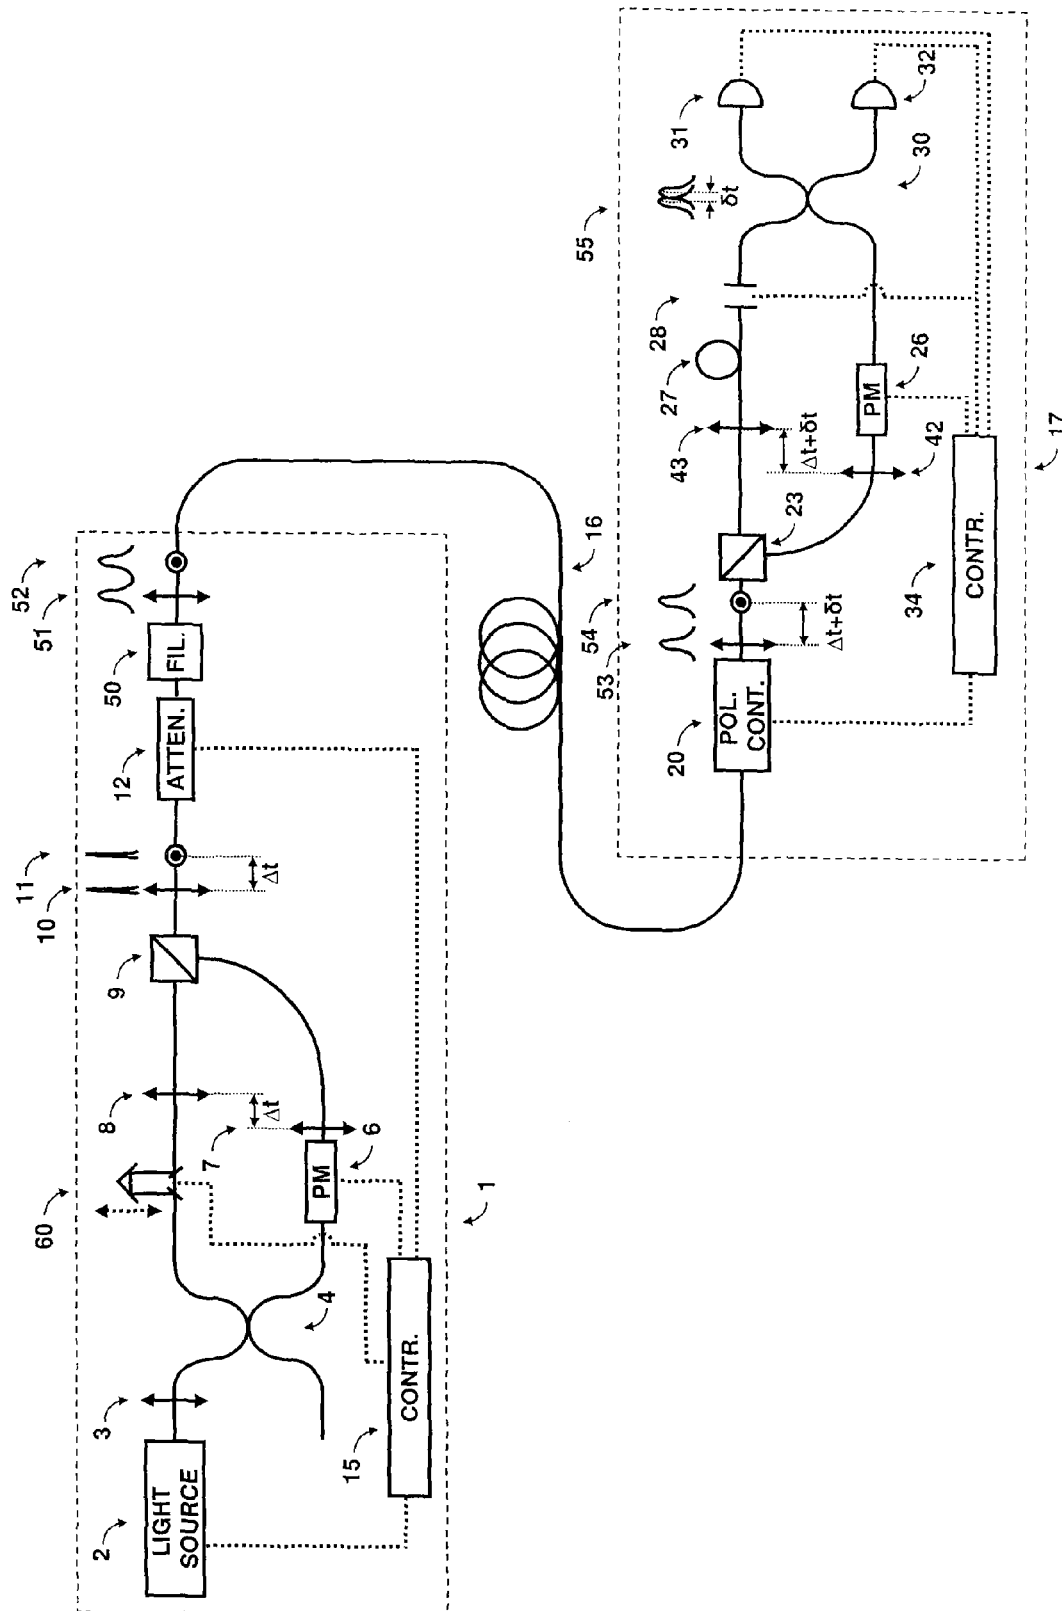 60
10
11
51
52
8
9
12
50
ATTEN.
FIL.
Δt
3
7
Δt
2
LIGHT
SOURCE
4
PM
6
15
CONTR.
1
16
55
53
54
28
31
27
43
δt
20
POL.
CONT.
Δt+δt
23
Δt+δt
PM
26
42
30
32
34
CONTR.
17